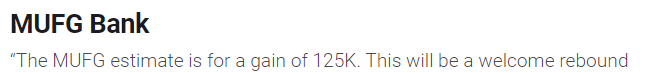 MUFG Bank
“The MUFG estimate is for a gain of 125K. This will be a welcome rebound